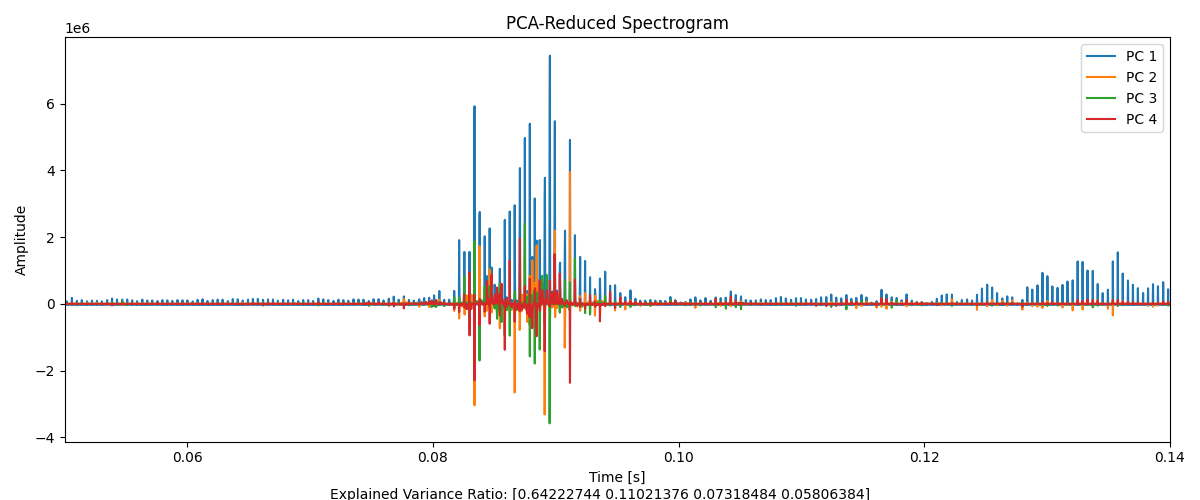 PCA-Reduced Spectrogram
1e6
PC 1
PC 2
PC 3
PC 4
6
4
2
0
−2
−4
Amplitude
0.06 0.08 0.10 0.12 0.14
Time [s]
Explained Variance Ratio: [0.64222744 0.11021376 0.07318484 0.05806384]